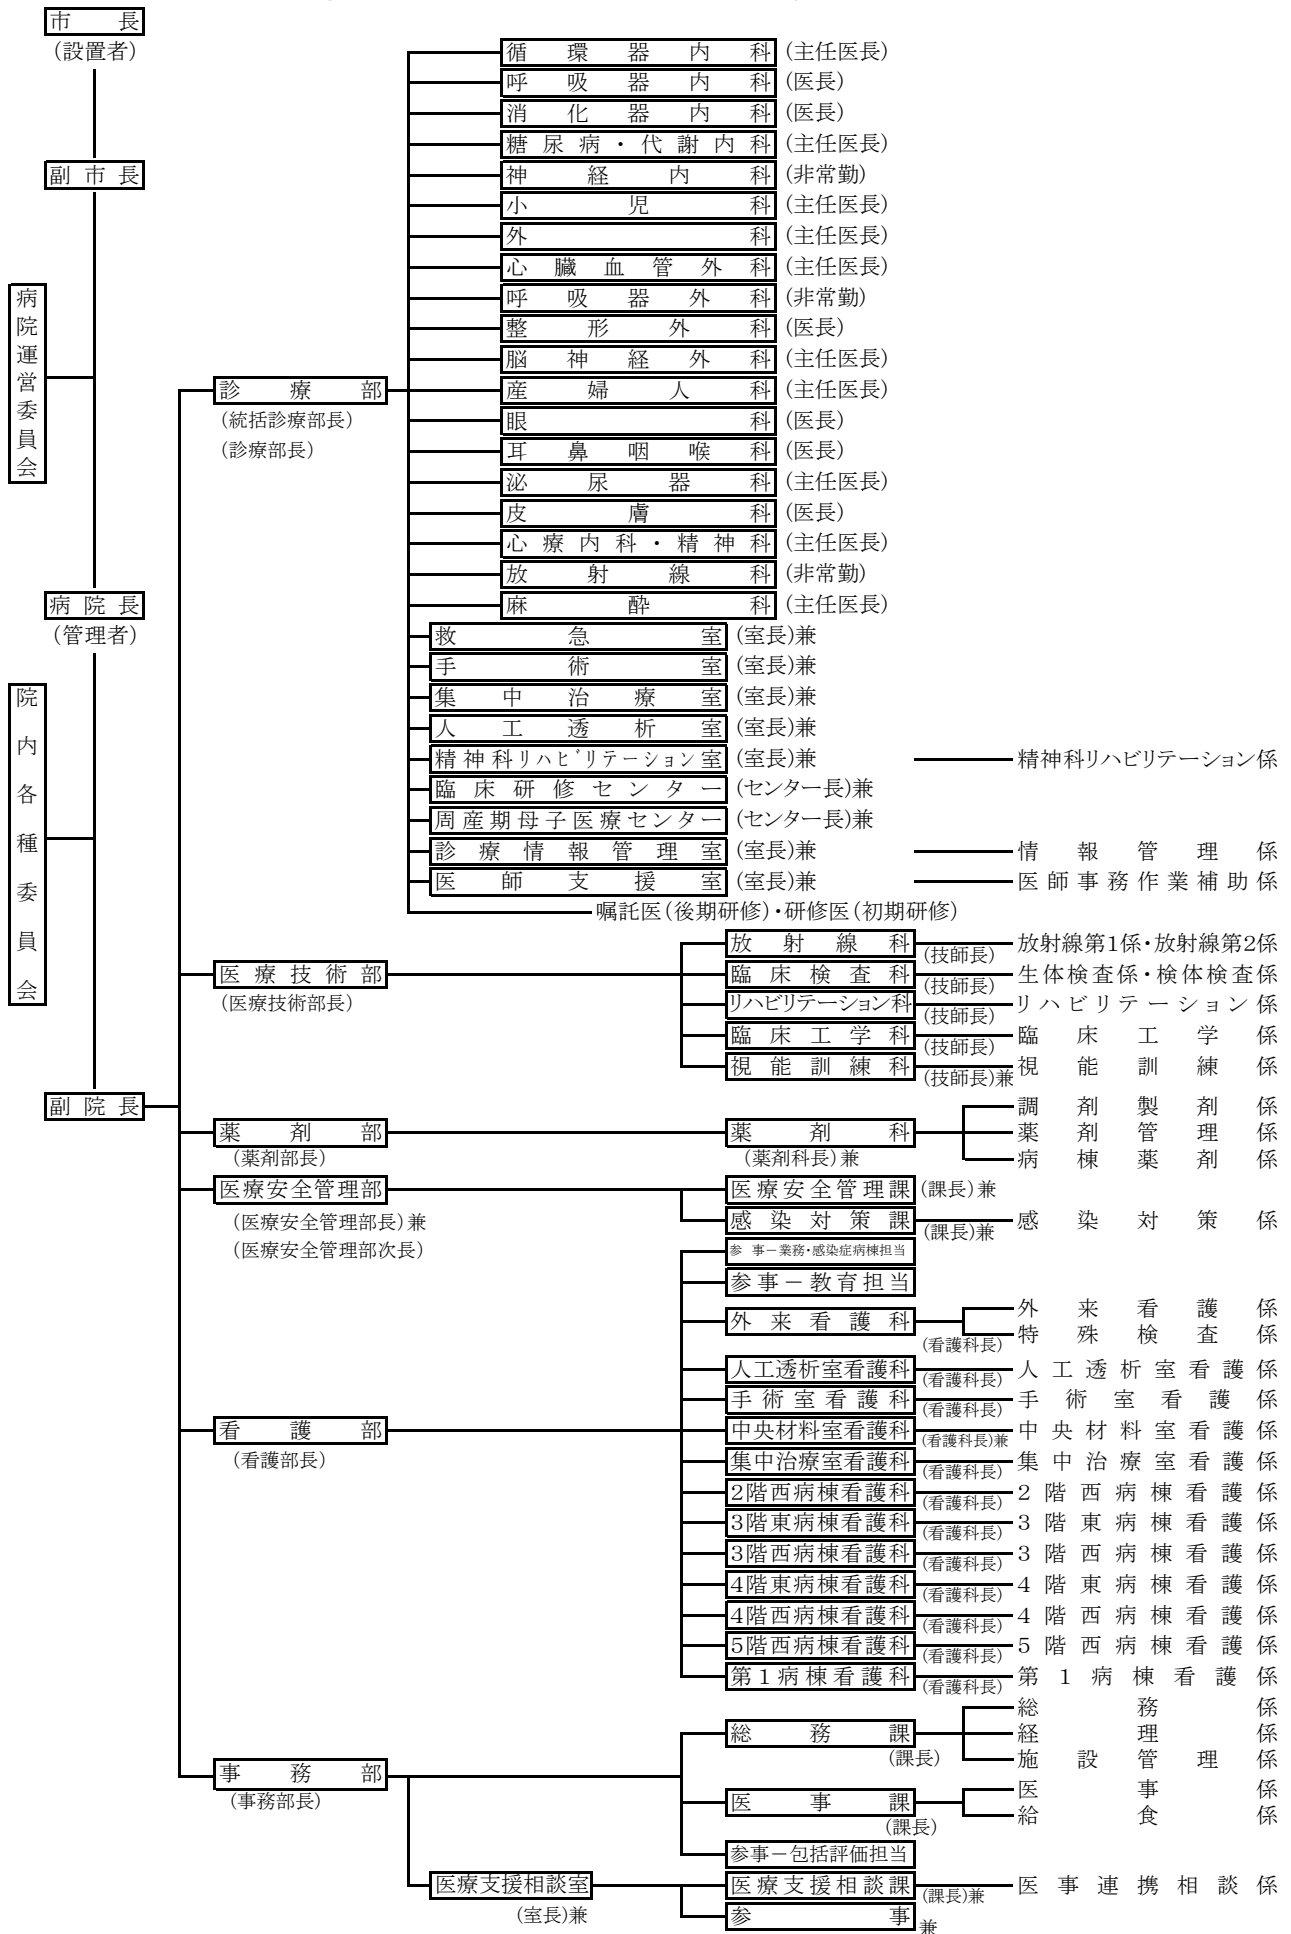 市長
(設置者)
副市長
病院運営委員会
病院長
(管理者)
院内各種委員会
副院長
診療部
(統括診療部長)
(診療部長)
循環器内科 (主任医長)
呼吸器内科 (医長)
消化器内科 (医長)
糖尿病・代謝内科 (主任医長)
神経内科 (非常勤)
小児科 (主任医長)
外科 (主任医長)
心臓血管外科 (主任医長)
呼吸器外科 (非常勤)
整形外科 (医長)
脳神経外科 (主任医長)
産婦人科 (主任医長)
眼科 (医長)
耳鼻咽喉科 (医長)
泌尿器科 (主任医長)
皮膚科 (医長)
心療内科・精神科 (主任医長)
放射線科 (非常勤)
麻酔科 (主任医長)
救急室 (室長)兼
手術室 (室長)兼
集中治療室 (室長)兼
人工透析室 (室長)兼
精神科リハビリテーション室 (室長)兼 精神科リハビリテーション係
臨床研修センター (センター長)兼
周産期母子医療センター (センター長)兼
診療情報管理室 (室長)兼 情報管理係
医師支援室 (室長)兼 医師事務作業補助係
嘱託医(後期研修)・研修医(初期研修)
医療技術部
(医療技術部長)
放射線科 (技師長) 放射線第1係・放射線第2係
臨床検査科 (技師長) 生体検査係・検体検査係
リハビリテーション科 (技師長) リハビリテーション係
臨床工学科 (技師長) 臨床工学係
視能訓練科 (技師長)兼 視能訓練係
薬剤部
(薬剤部長)
薬剤科
(薬剤科長)兼
調剤製剤係
薬剤管理係
病棟薬剤係
医療安全管理部
(医療安全管理部長)兼
(医療安全管理部次長)
医療安全管理課 (課長)兼
感染対策課 (課長)兼 感染対策係
看護部
(看護部長)
参事－業務・感染症病棟担当
参事－教育担当
外来看護科 (看護科長)
外来看護係
特殊検査係
人工透析室看護科 (看護科長) 人工透析室看護係
手術室看護科 (看護科長) 手術室看護係
中央材料室看護科 (看護科長)兼 中央材料室看護係
集中治療室看護科 (看護科長) 集中治療室看護係
2階西病棟看護科 (看護科長) 2階西病棟看護係
3階東病棟看護科 (看護科長) 3階東病棟看護係
3階西病棟看護科 (看護科長) 3階西病棟看護係
4階東病棟看護科 (看護科長) 4階東病棟看護係
4階西病棟看護科 (看護科長) 4階西病棟看護係
5階西病棟看護科 (看護科長) 5階西病棟看護係
第1病棟看護科 (看護科長) 第1病棟看護係
事務部
(事務部長)
総務課
(課長)
総務係
経理係
施設管理係
医事課
(課長)
医事係
給食係
参事－包括評価担当
医療支援相談室
(室長)兼
医療支援相談課 (課長)兼 医事連携相談係
参事 兼